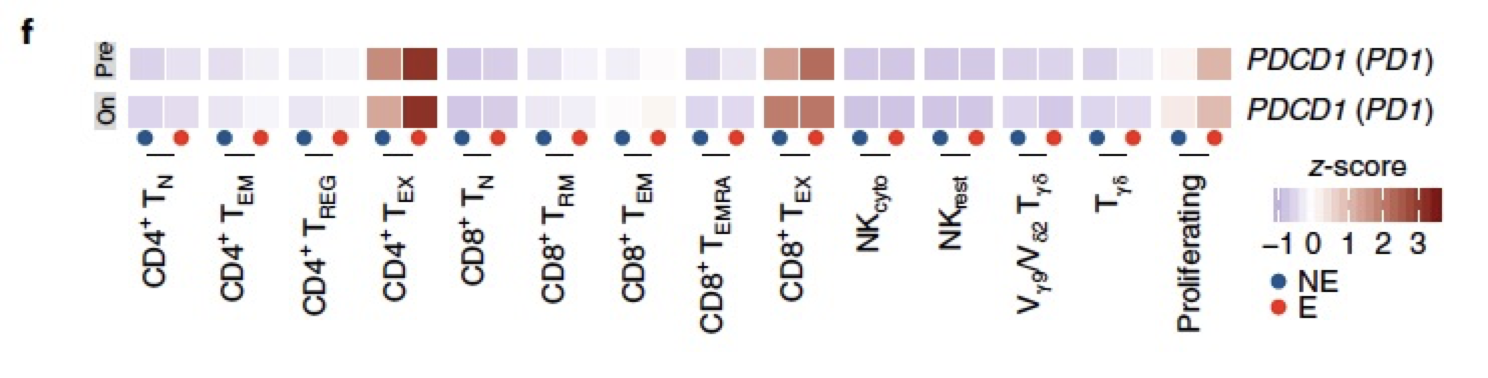 f
Pre
PDCD1 (PD1)
On
PDCD1 (PD1)
CD4+ TN
CD4+ TEM
CD4+ TREG
CD4+ TEX
CD8+ TN
CD8+ TRM
CD8+ TEM
CD8+ TEMRA
CD8+ TEX
NKcyto
NKrest
Vγ9/Vδ2 Tγδ
Tγδ
Proliferating
z-score
−1 0 1 2 3
NE
E